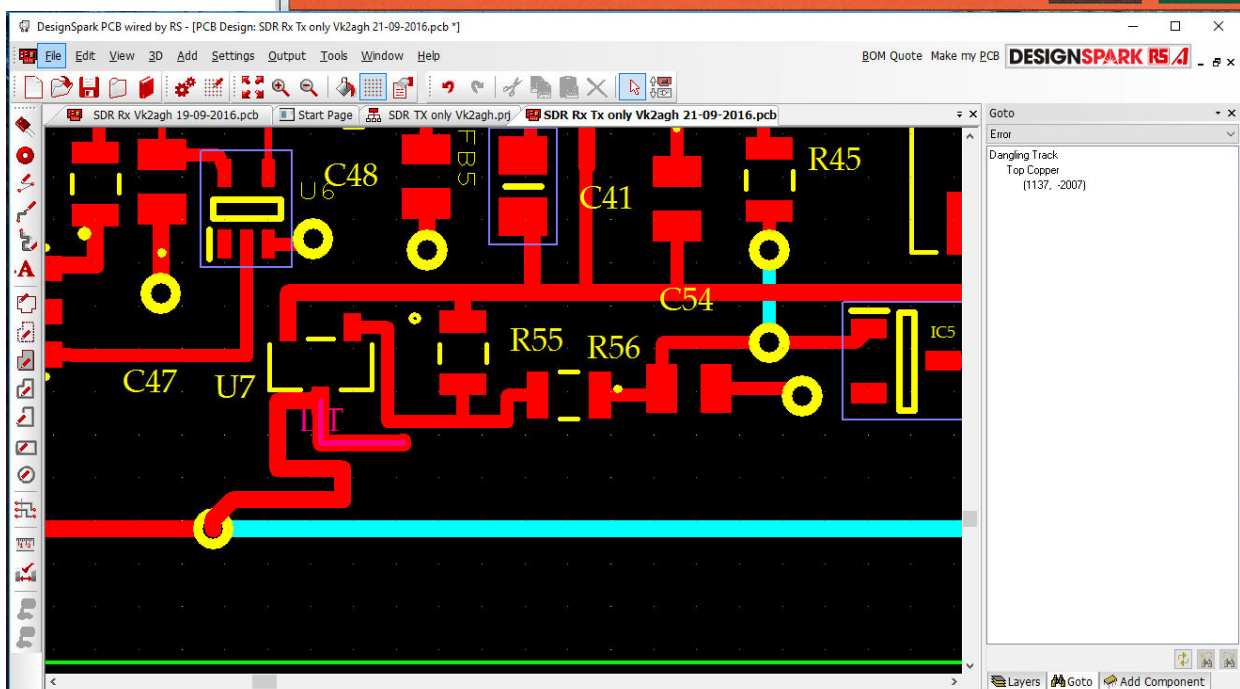 DesignSpark PCB wired by RS - [PCB Design: SDR Rx Tx only Vk2agh 21-09-2016.pcb *]
File Edit View 3D Add Settings Output Tools Window Help
BOM Quote Make my PCB DESIGNSPARK RS
SDR Rx Vk2agh 19-09-2016.pcb
Start Page
SDR TX only Vk2agh.prj
SDR Rx Tx only Vk2agh 21-09-2016.pcb
Goto
Error
Dangling Track
Top Copper
(1137, -2007)
U6
C48
FB5
C41
R45
C54
IC5
C47
U7
R55
R56
DT
A
Layers Goto Add Component